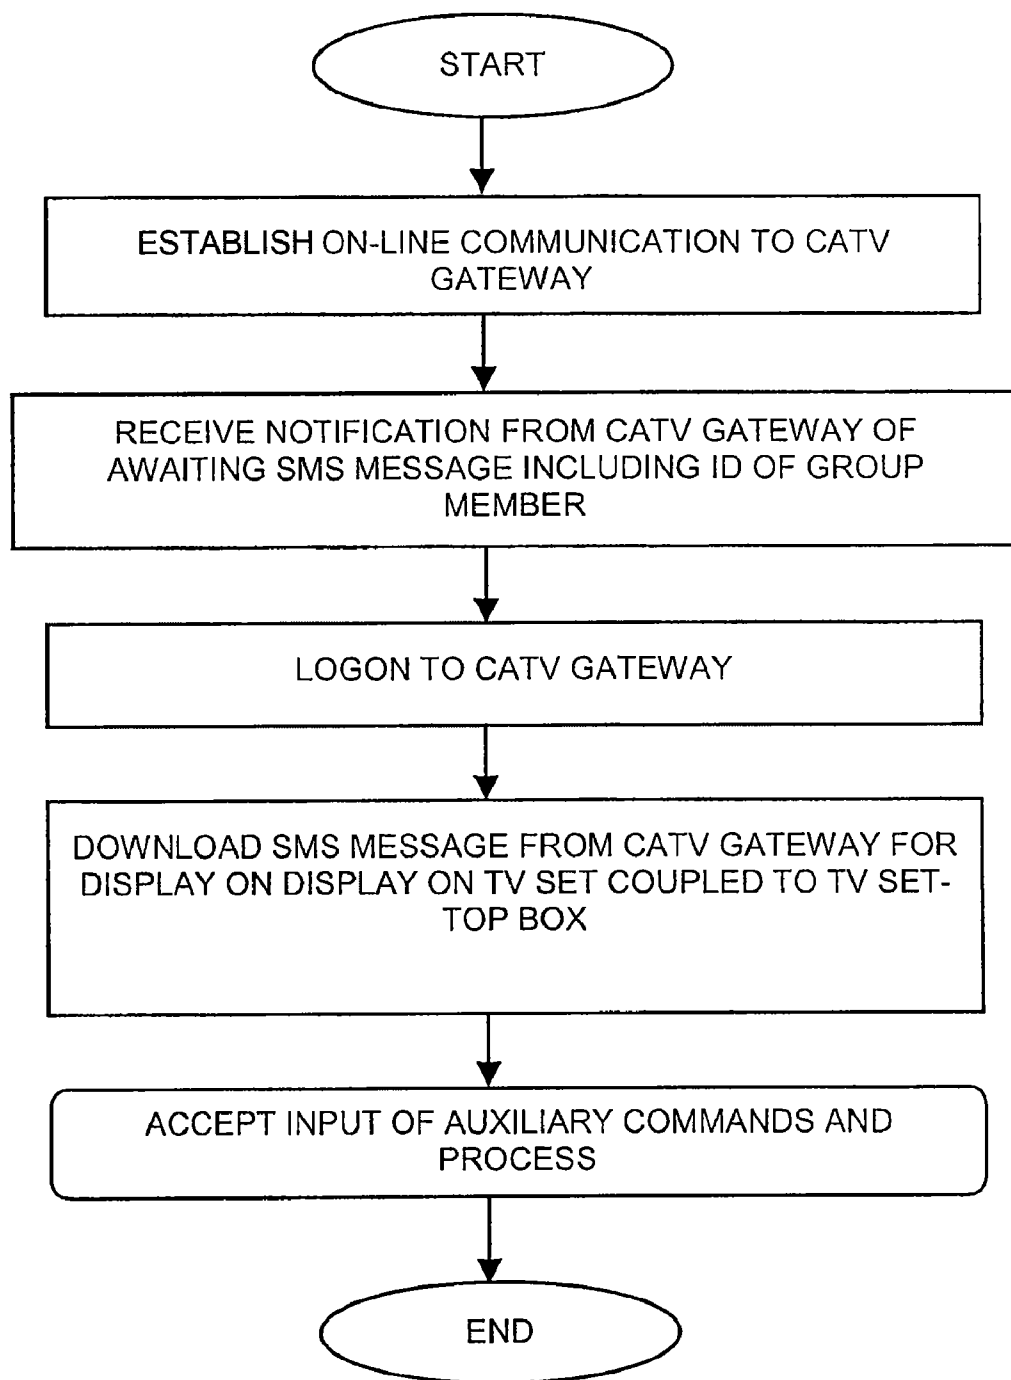 START
ESTABLISH ON-LINE COMMUNICATION TO CATV
GATEWAY
RECEIVE NOTIFICATION FROM CATV GATEWAY OF
AWAITING SMS MESSAGE INCLUDING ID OF GROUP
MEMBER
LOGON TO CATV GATEWAY
DOWNLOAD SMS MESSAGE FROM CATV GATEWAY FOR
DISPLAY ON DISPLAY ON TV SET COUPLED TO TV SET-
TOP BOX
ACCEPT INPUT OF AUXILIARY COMMANDS AND
PROCESS
END